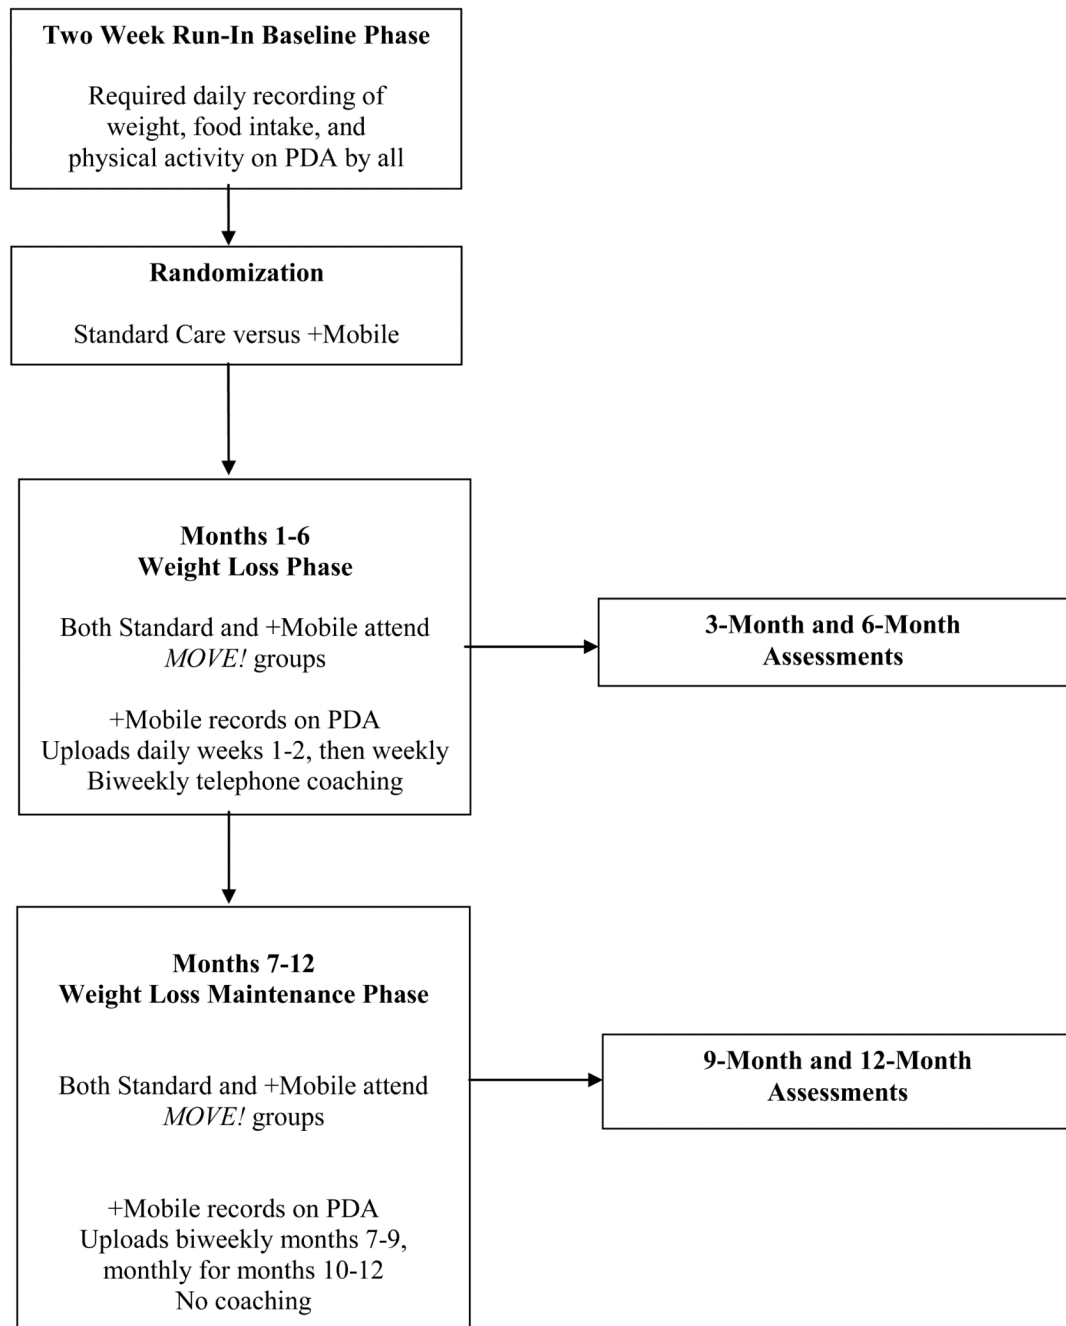 Two Week Run-In Baseline Phase
Required daily recording of
weight, food intake, and
physical activity on PDA by all
Randomization
Standard Care versus +Mobile
Months 1-6
Weight Loss Phase
Both Standard and +Mobile attend
MOVE! groups
+Mobile records on PDA
Uploads daily weeks 1-2, then weekly
Biweekly telephone coaching
3-Month and 6-Month
Assessments
Months 7-12
Weight Loss Maintenance Phase
Both Standard and +Mobile attend
MOVE! groups
+Mobile records on PDA
Uploads biweekly months 7-9,
monthly for months 10-12
No coaching
9-Month and 12-Month
Assessments